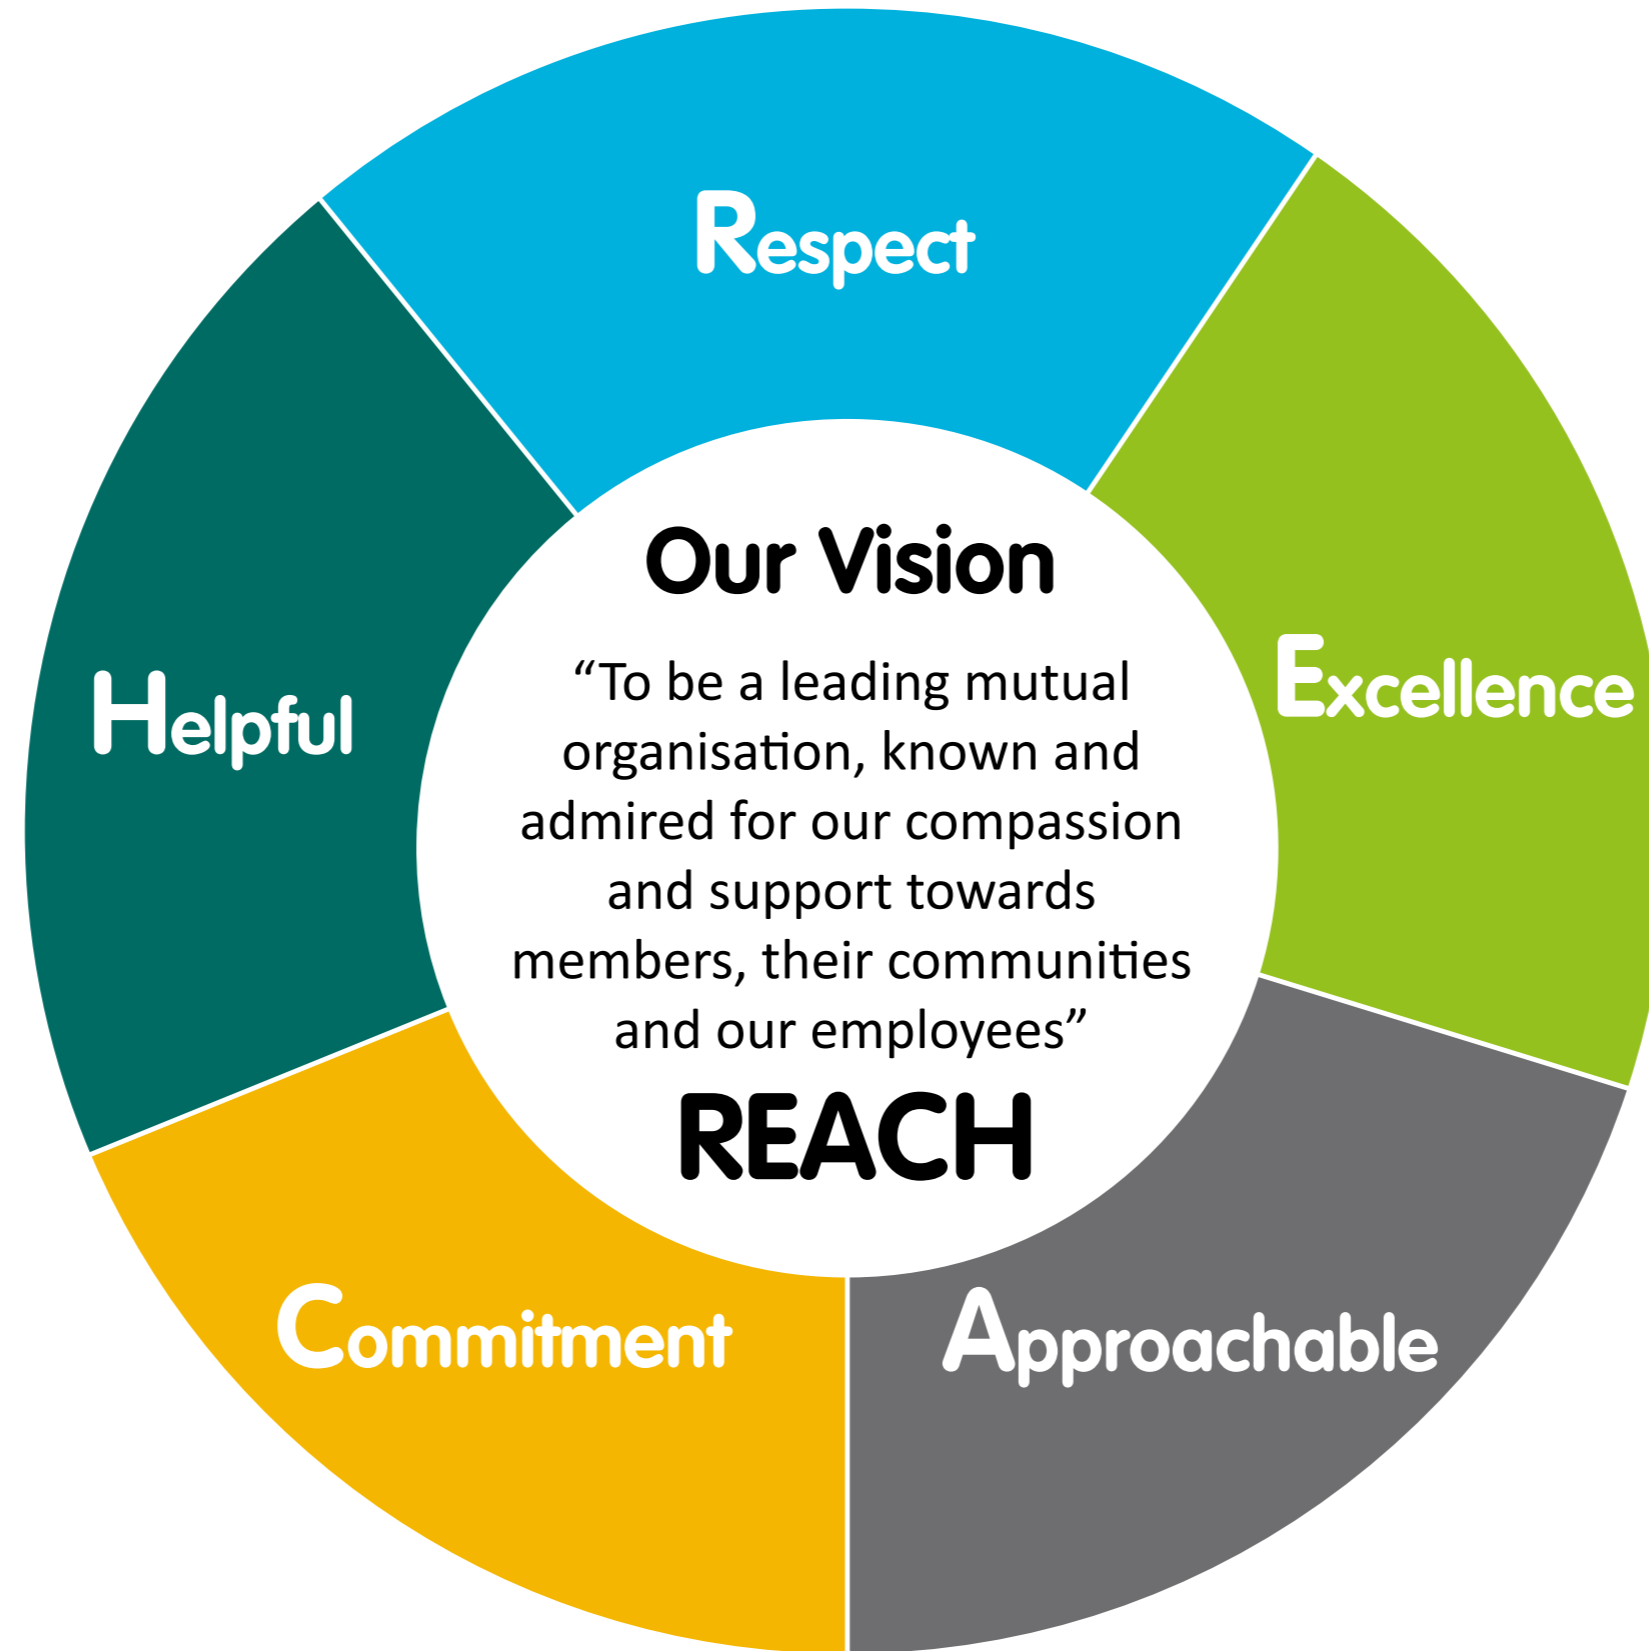 Respect
Excellence
Helpful
Our Vision
“To be a leading mutual
organisation, known and
admired for our compassion
and support towards
members, their communities
and our employees”
REACH
Commitment
Approachable